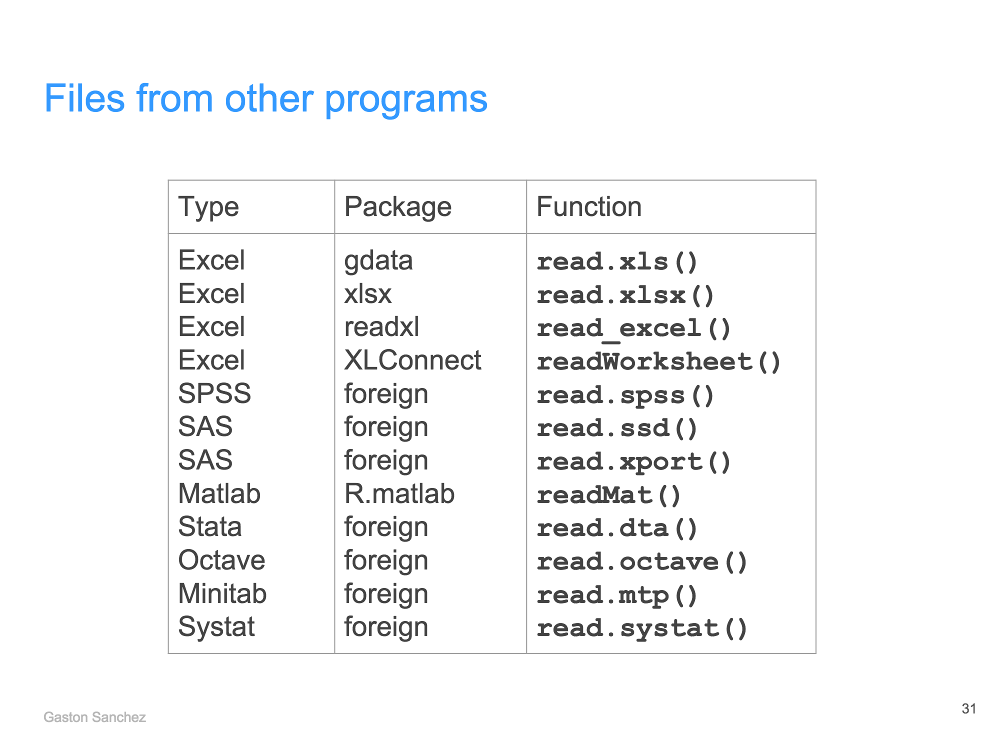 Files from other programs
Type Package Function
Excel gdata read.xls()
Excel xlsx read.xlsx()
Excel readxl read_excel()
Excel XLConnect readWorksheet()
SPSS foreign read.spss()
SAS foreign read.ssd()
SAS foreign read.xport()
Matlab R.matlab readMat()
Stata foreign read.dta()
Octave foreign read.octave()
Minitab foreign read.mtp()
Systat foreign read.systat()
Gaston Sanchez
31